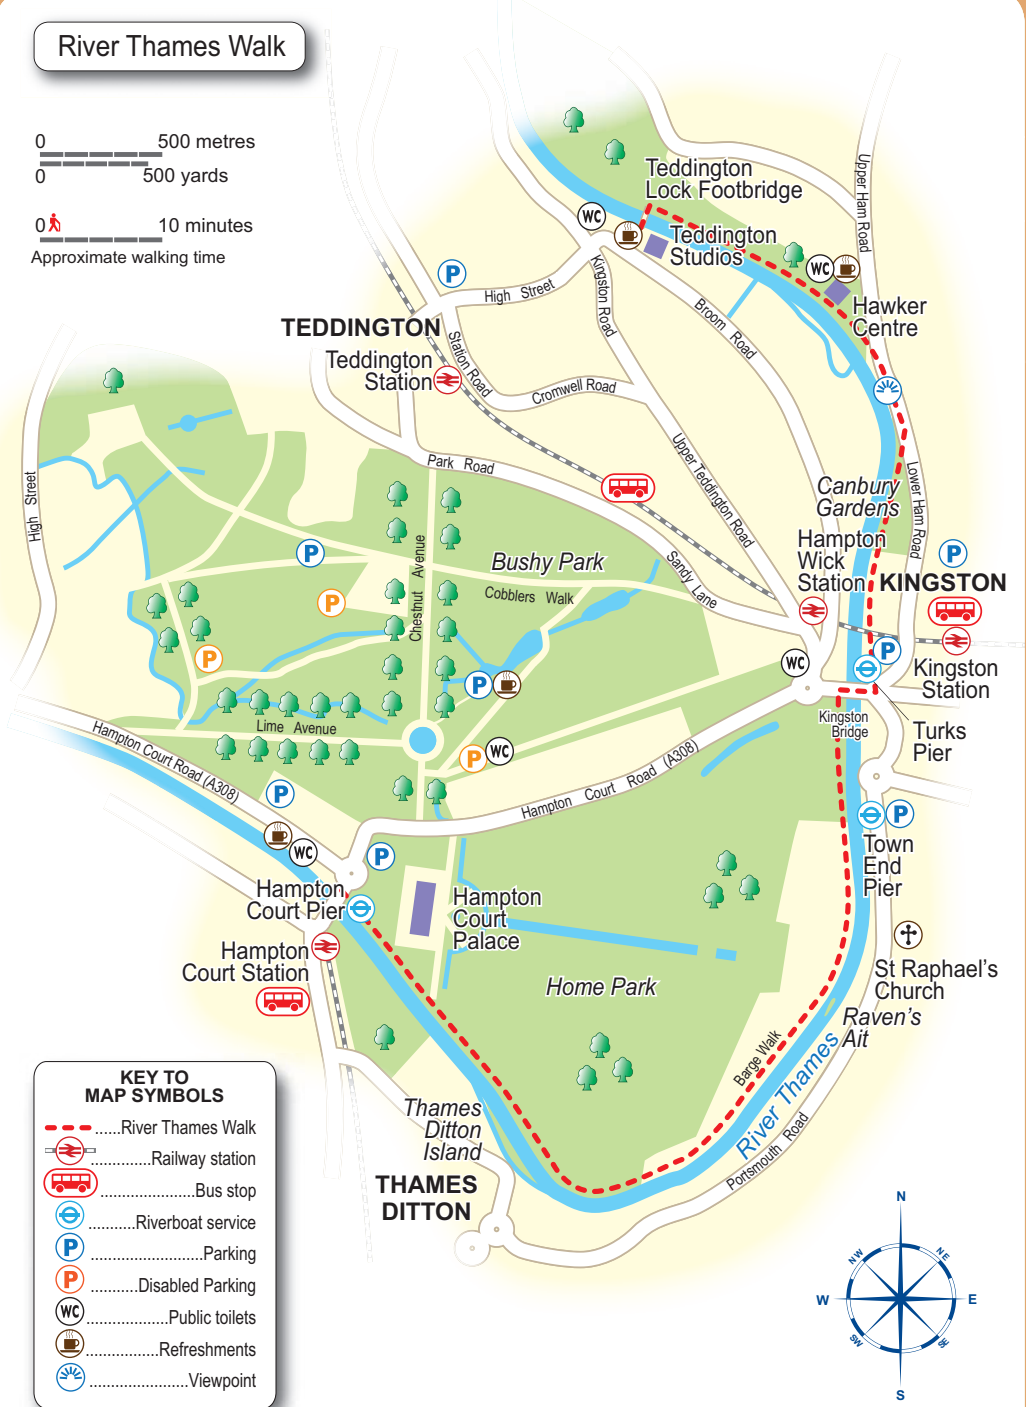 River Thames Walk
0 500 metres
0 500 yards
0 10 minutes
Approximate walking time
Teddington
Lock Footbridge
WC
Teddington
Studios
Upper Ham Road
WC
Hawker
Centre
P
High Street
Kingston Road
Broom Road
TEDDINGTON
Teddington
Station
Station Road
Cromwell Road
Park Road
Upper Teddington Road
Lower Ham Road
High Street
Canbury
Gardens
Hampton
Wick
Station
P
KINGSTON
P
Bushy Park
Cobblers Walk
Chestnut Avenue
Sandy Lane
P
P
P
WC
Kingston
Station
P
Kingston
Bridge
Turks
Pier
Lime Avenue
P
WC
Hampton Court Road (A308)
Hampton Court Road (A308)
P
WC
P
P
Town
End
Pier
Hampton
Court Pier
Hampton
Court
Palace
Hampton
Court Station
Home Park
St Raphael's
Church
Raven's
Ait
Barge Walk
River Thames
Portsmouth Road
Thames
Ditton
Island
THAMES
DITTON
KEY TO
MAP SYMBOLS
......River Thames Walk
..............Railway station
......................Bus stop
...........Riverboat service
P ..........................Parking
P ...........Disabled Parking
WC ...................Public toilets
.................Refreshments
.......................Viewpoint
N
NW NE
W E
SW SE
S